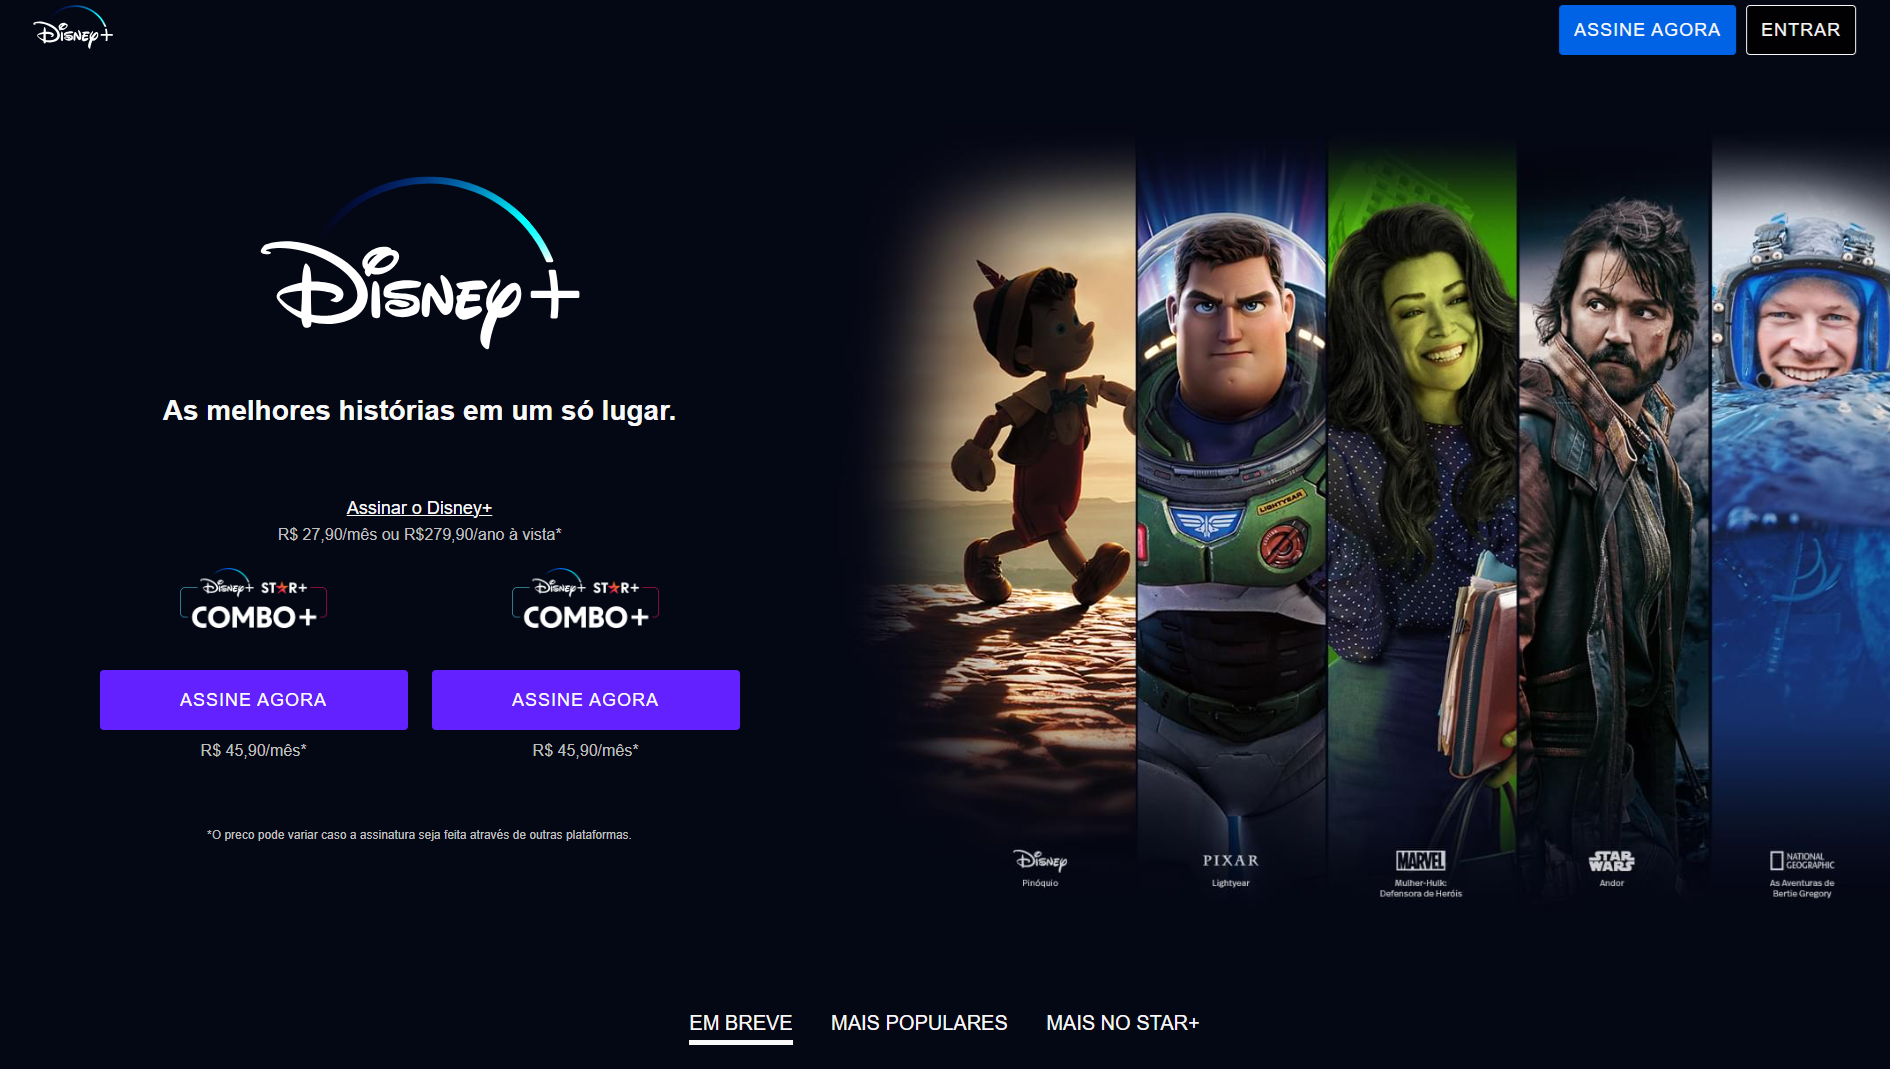 Disney+
ASSINE AGORA
ENTRAR
Disney+
As melhores histórias em um só lugar.
Assinar o Disney+
R$ 27,90/mês ou R$279,90/ano à vista*
Disney+ STAR+
COMBO+
Disney+ STAR+
COMBO+
ASSINE AGORA
ASSINE AGORA
R$ 45,90/mês*
R$ 45,90/mês*
*O preco pode variar caso a assinatura seja feita através de outras plataformas.
LIGHTYEAR
Disney
Pinóquio
PIXAR
Lightyear
MARVEL
Mulher-Hulk:
Defensora de Heróis
STAR
WARS
Andor
NATIONAL
GEOGRAPHIC
As Aventuras de
Bertie Gregory
EM BREVE
MAIS POPULARES
MAIS NO STAR+